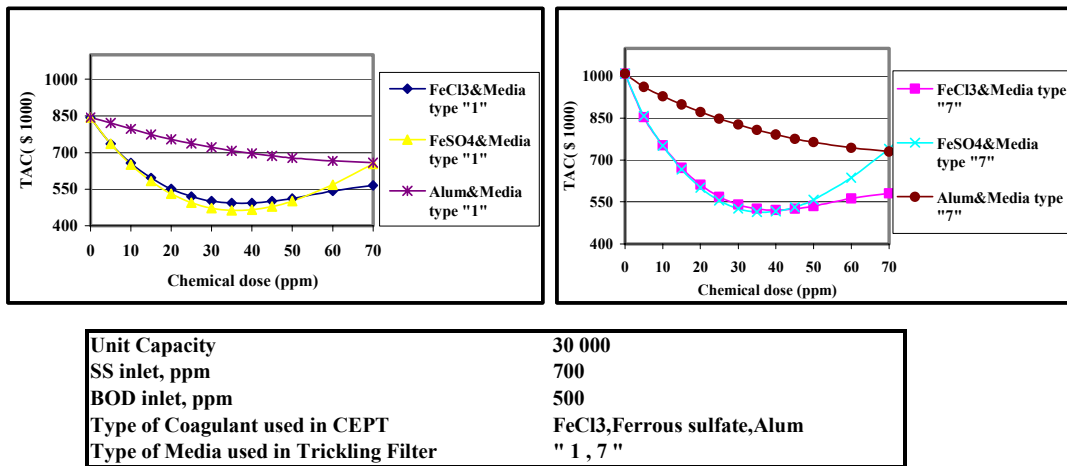 1000
850
700
550
400
TAC( $ 1000)
0 10 20 30 40 50 60 70
Chemical dose (ppm)
FeCl3&Media type "1"
FeSO4&Media type "1"
Alum&Media type "1"
1000
850
700
550
400
TAC( $ 1000)
0 10 20 30 40 50 60 70
Chemical dose (ppm)
FeCl3&Media type "7"
FeSO4&Media type "7"
Alum&Media type "7"
Unit Capacity 30 000
SS inlet, ppm 700
BOD inlet, ppm 500
Type of Coagulant used in CEPT FeCl3,Ferrous sulfate,Alum
Type of Media used in Trickling Filter " 1 , 7 "